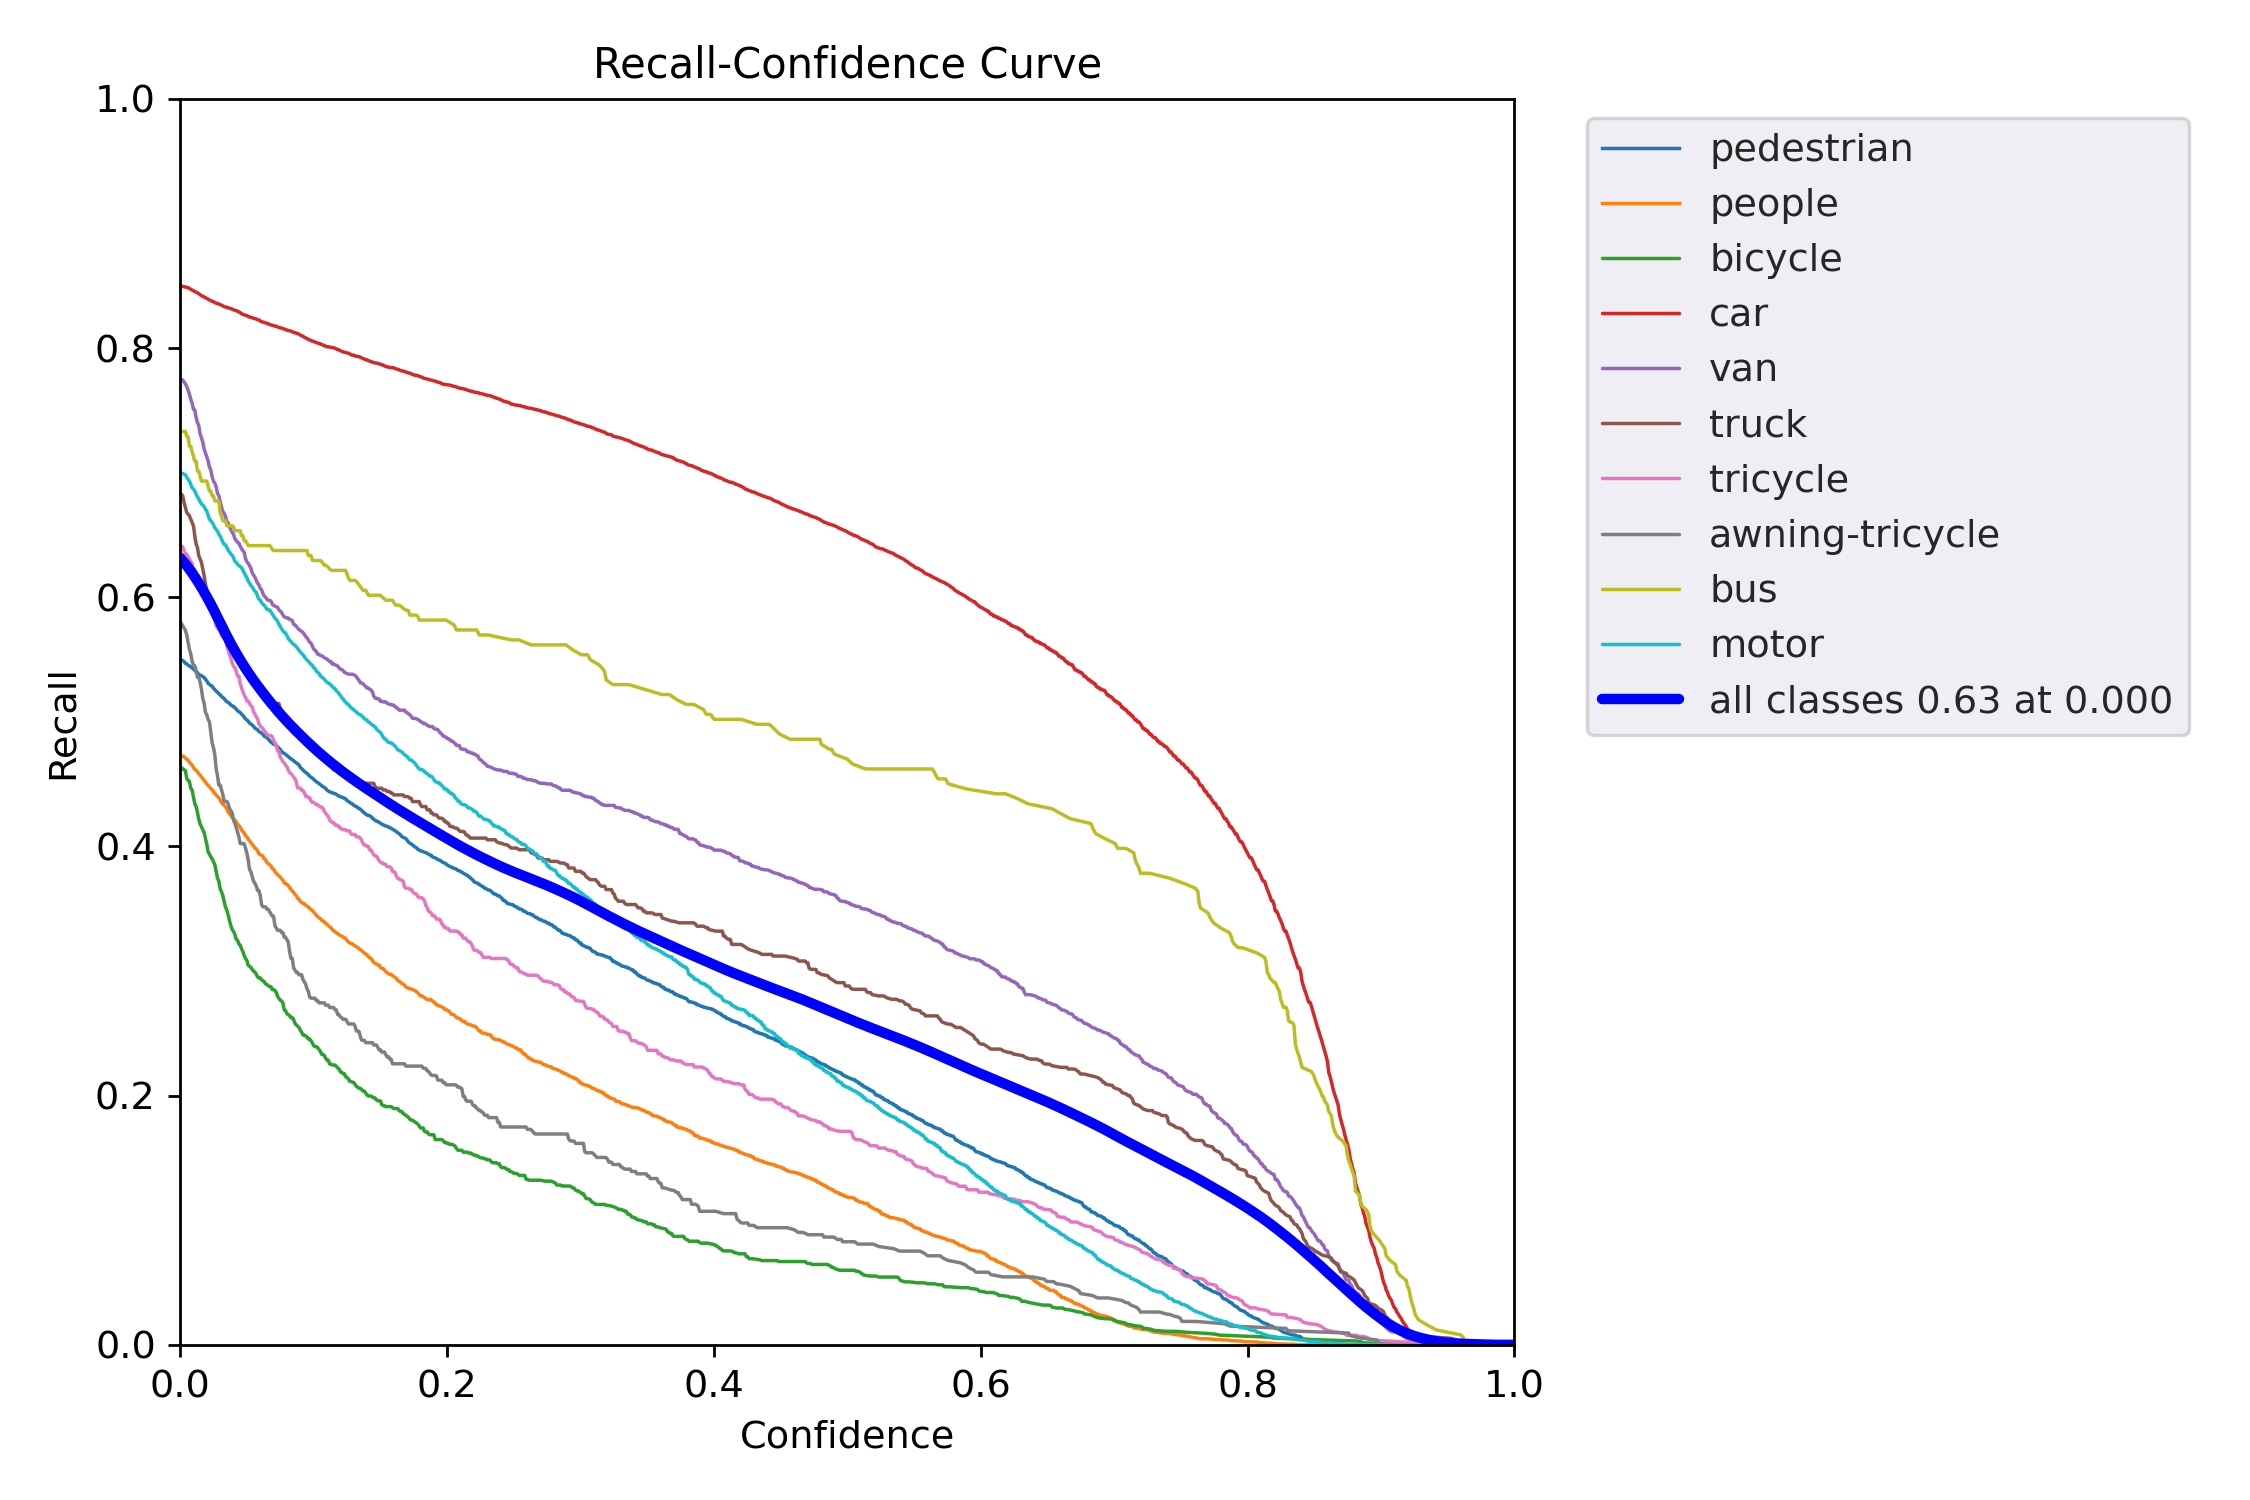 Recall-Confidence Curve
1.0
0.8
0.6
0.4
0.2
0.0
Recall
0.0 0.2 0.4 0.6 0.8 1.0
Confidence
pedestrian
people
bicycle
car
van
truck
tricycle
awning-tricycle
bus
motor
all classes 0.63 at 0.000